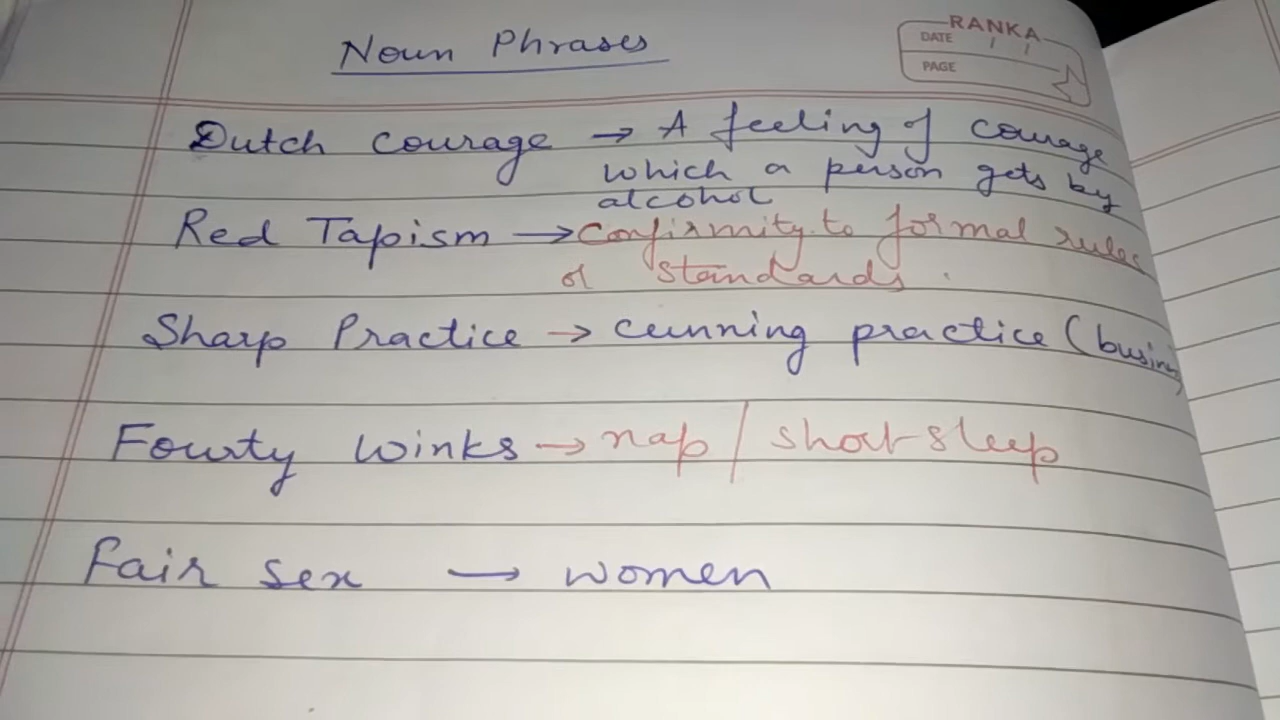 RANKA
DATE / /
PAGE
Noun Phrases
Dutch courage → A feeling of courage
which a person gets by
alcohol
Red Tapism → Confirmity to formal rules
or standards.
Sharp Practice → cunning practice (busin
Fourty winks → nap / short sleep
Fair sex → women